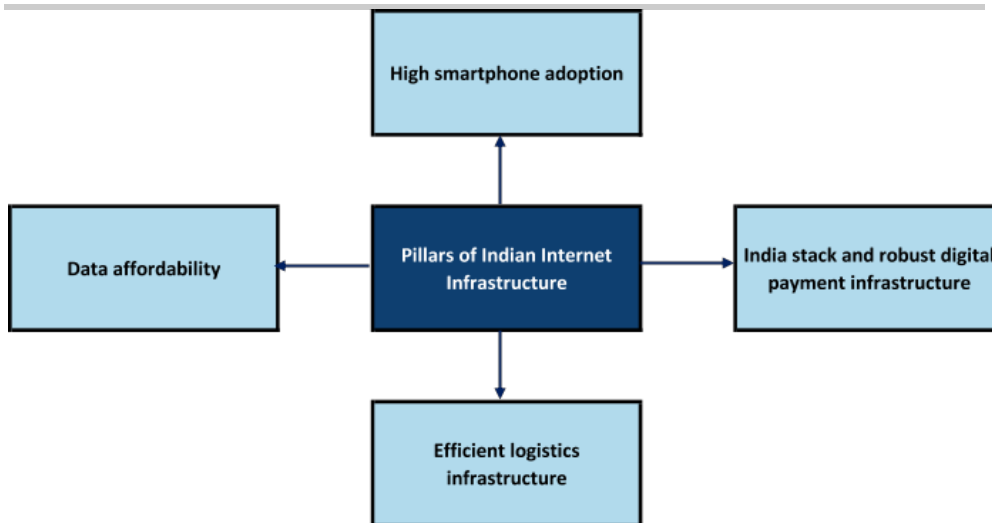 High smartphone adoption
Data affordability
Pillars of Indian Internet
Infrastructure
India stack and robust digital
payment infrastructure
Efficient logistics
infrastructure